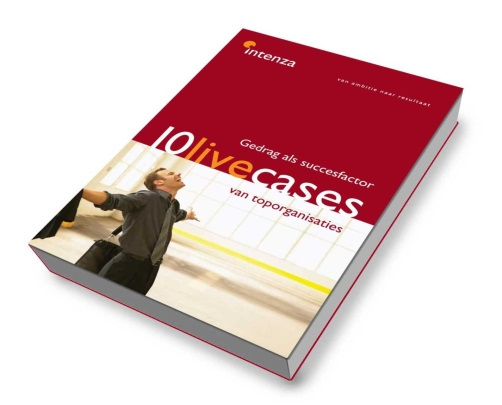 intenza
van ambitie naar resultaat
Gedrag als succesfactor
10livecases
van toporganisaties